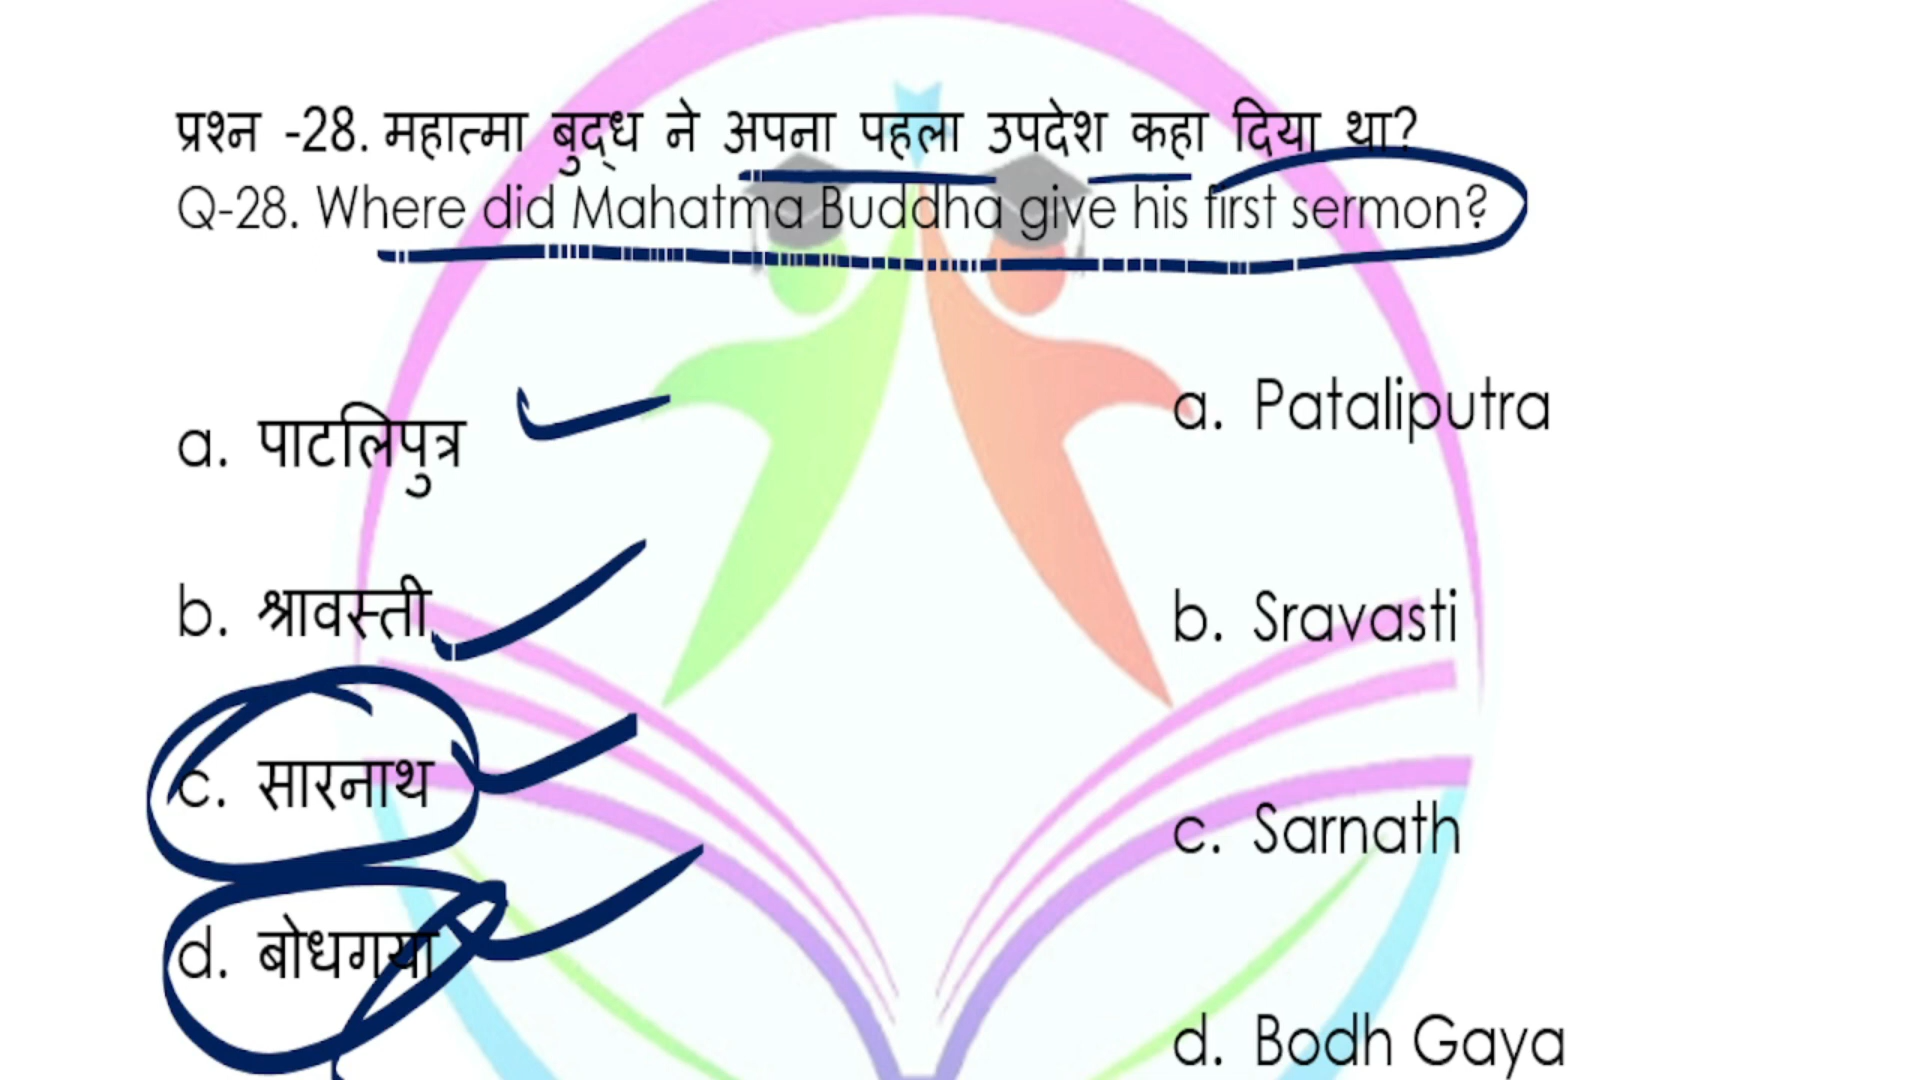 प्रश्न -28. महात्मा बुद्ध ने अपना पहला उपदेश कहा दिया था?
Q-28. Where did Mahatma Buddha give his first sermon?
a. पाटलिपुत्र
b. श्रावस्ती
c. सारनाथ
d. बोधगया
a. Pataliputra
b. Sravasti
c. Sarnath
d. Bodh Gaya